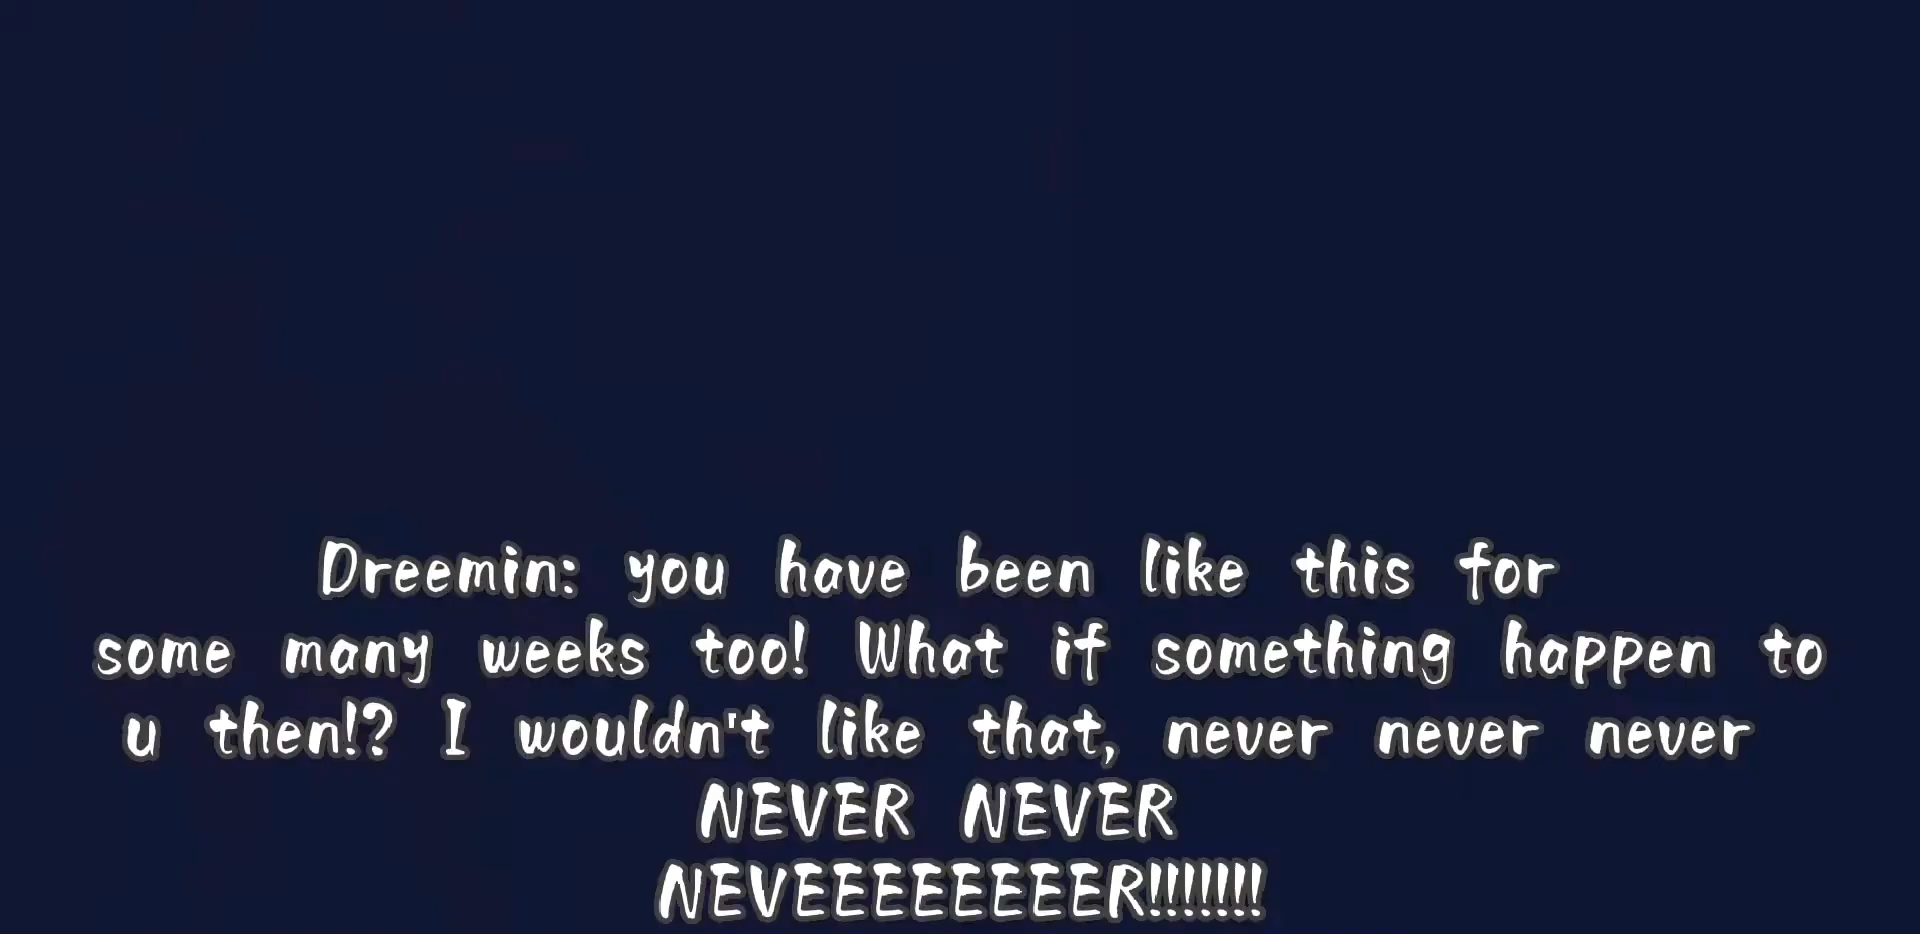 Dreemin: you have been like this for
some many weeks too! What if something happen to
u then!? I wouldn't like that, never never never
NEVER NEVER
NEVEEEEEEEER!!!!!!!